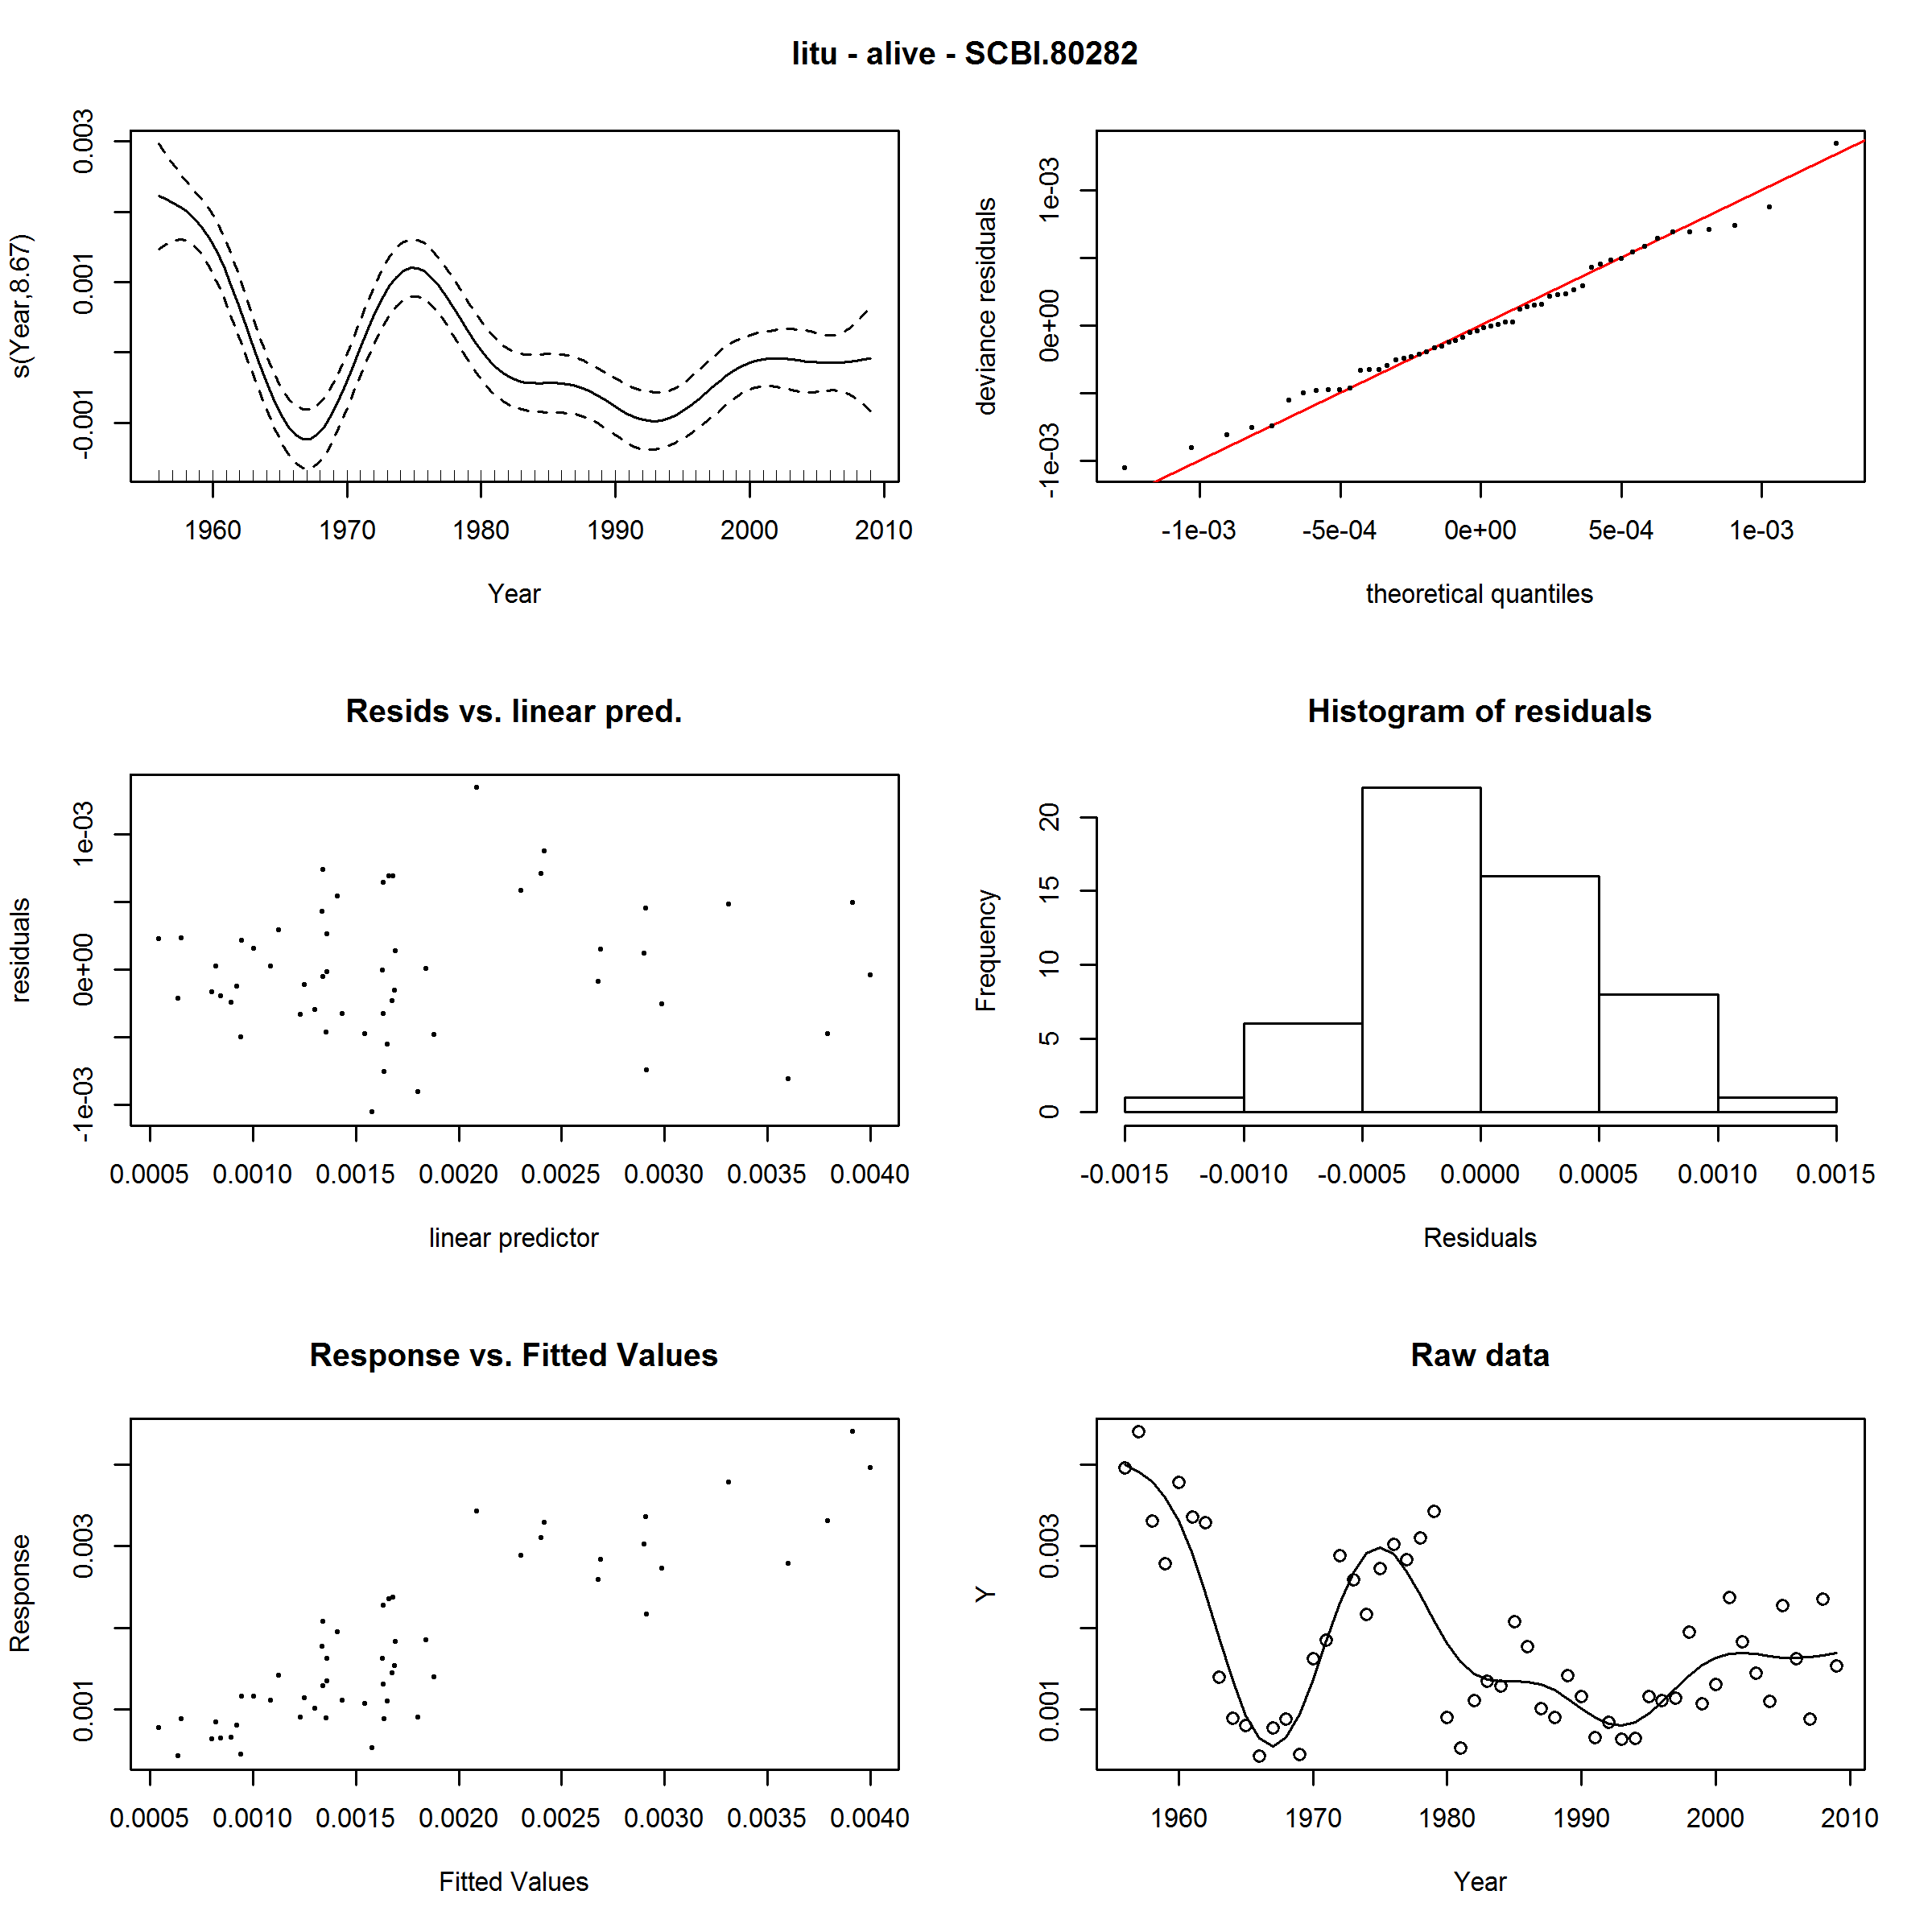 litu - alive - SCBI.80282
s(Year,8.67)
-0.001 0.001 0.003
1960 1970 1980 1990 2000 2010
Year
deviance residuals
-1e-03 0e+00 1e-03
-1e-03 -5e-04 0e+00 5e-04 1e-03
theoretical quantiles
Resids vs. linear pred.
residuals
-1e-03 0e+00 1e-03
0.0005 0.0010 0.0015 0.0020 0.0025 0.0030 0.0035 0.0040
linear predictor
Histogram of residuals
Frequency
0 5 10 15 20
-0.0015 -0.0010 -0.0005 0.0000 0.0005 0.0010 0.0015
Residuals
Response vs. Fitted Values
Response
0.001 0.003
0.0005 0.0010 0.0015 0.0020 0.0025 0.0030 0.0035 0.0040
Fitted Values
Raw data
Y
0.001 0.003
1960 1970 1980 1990 2000 2010
Year